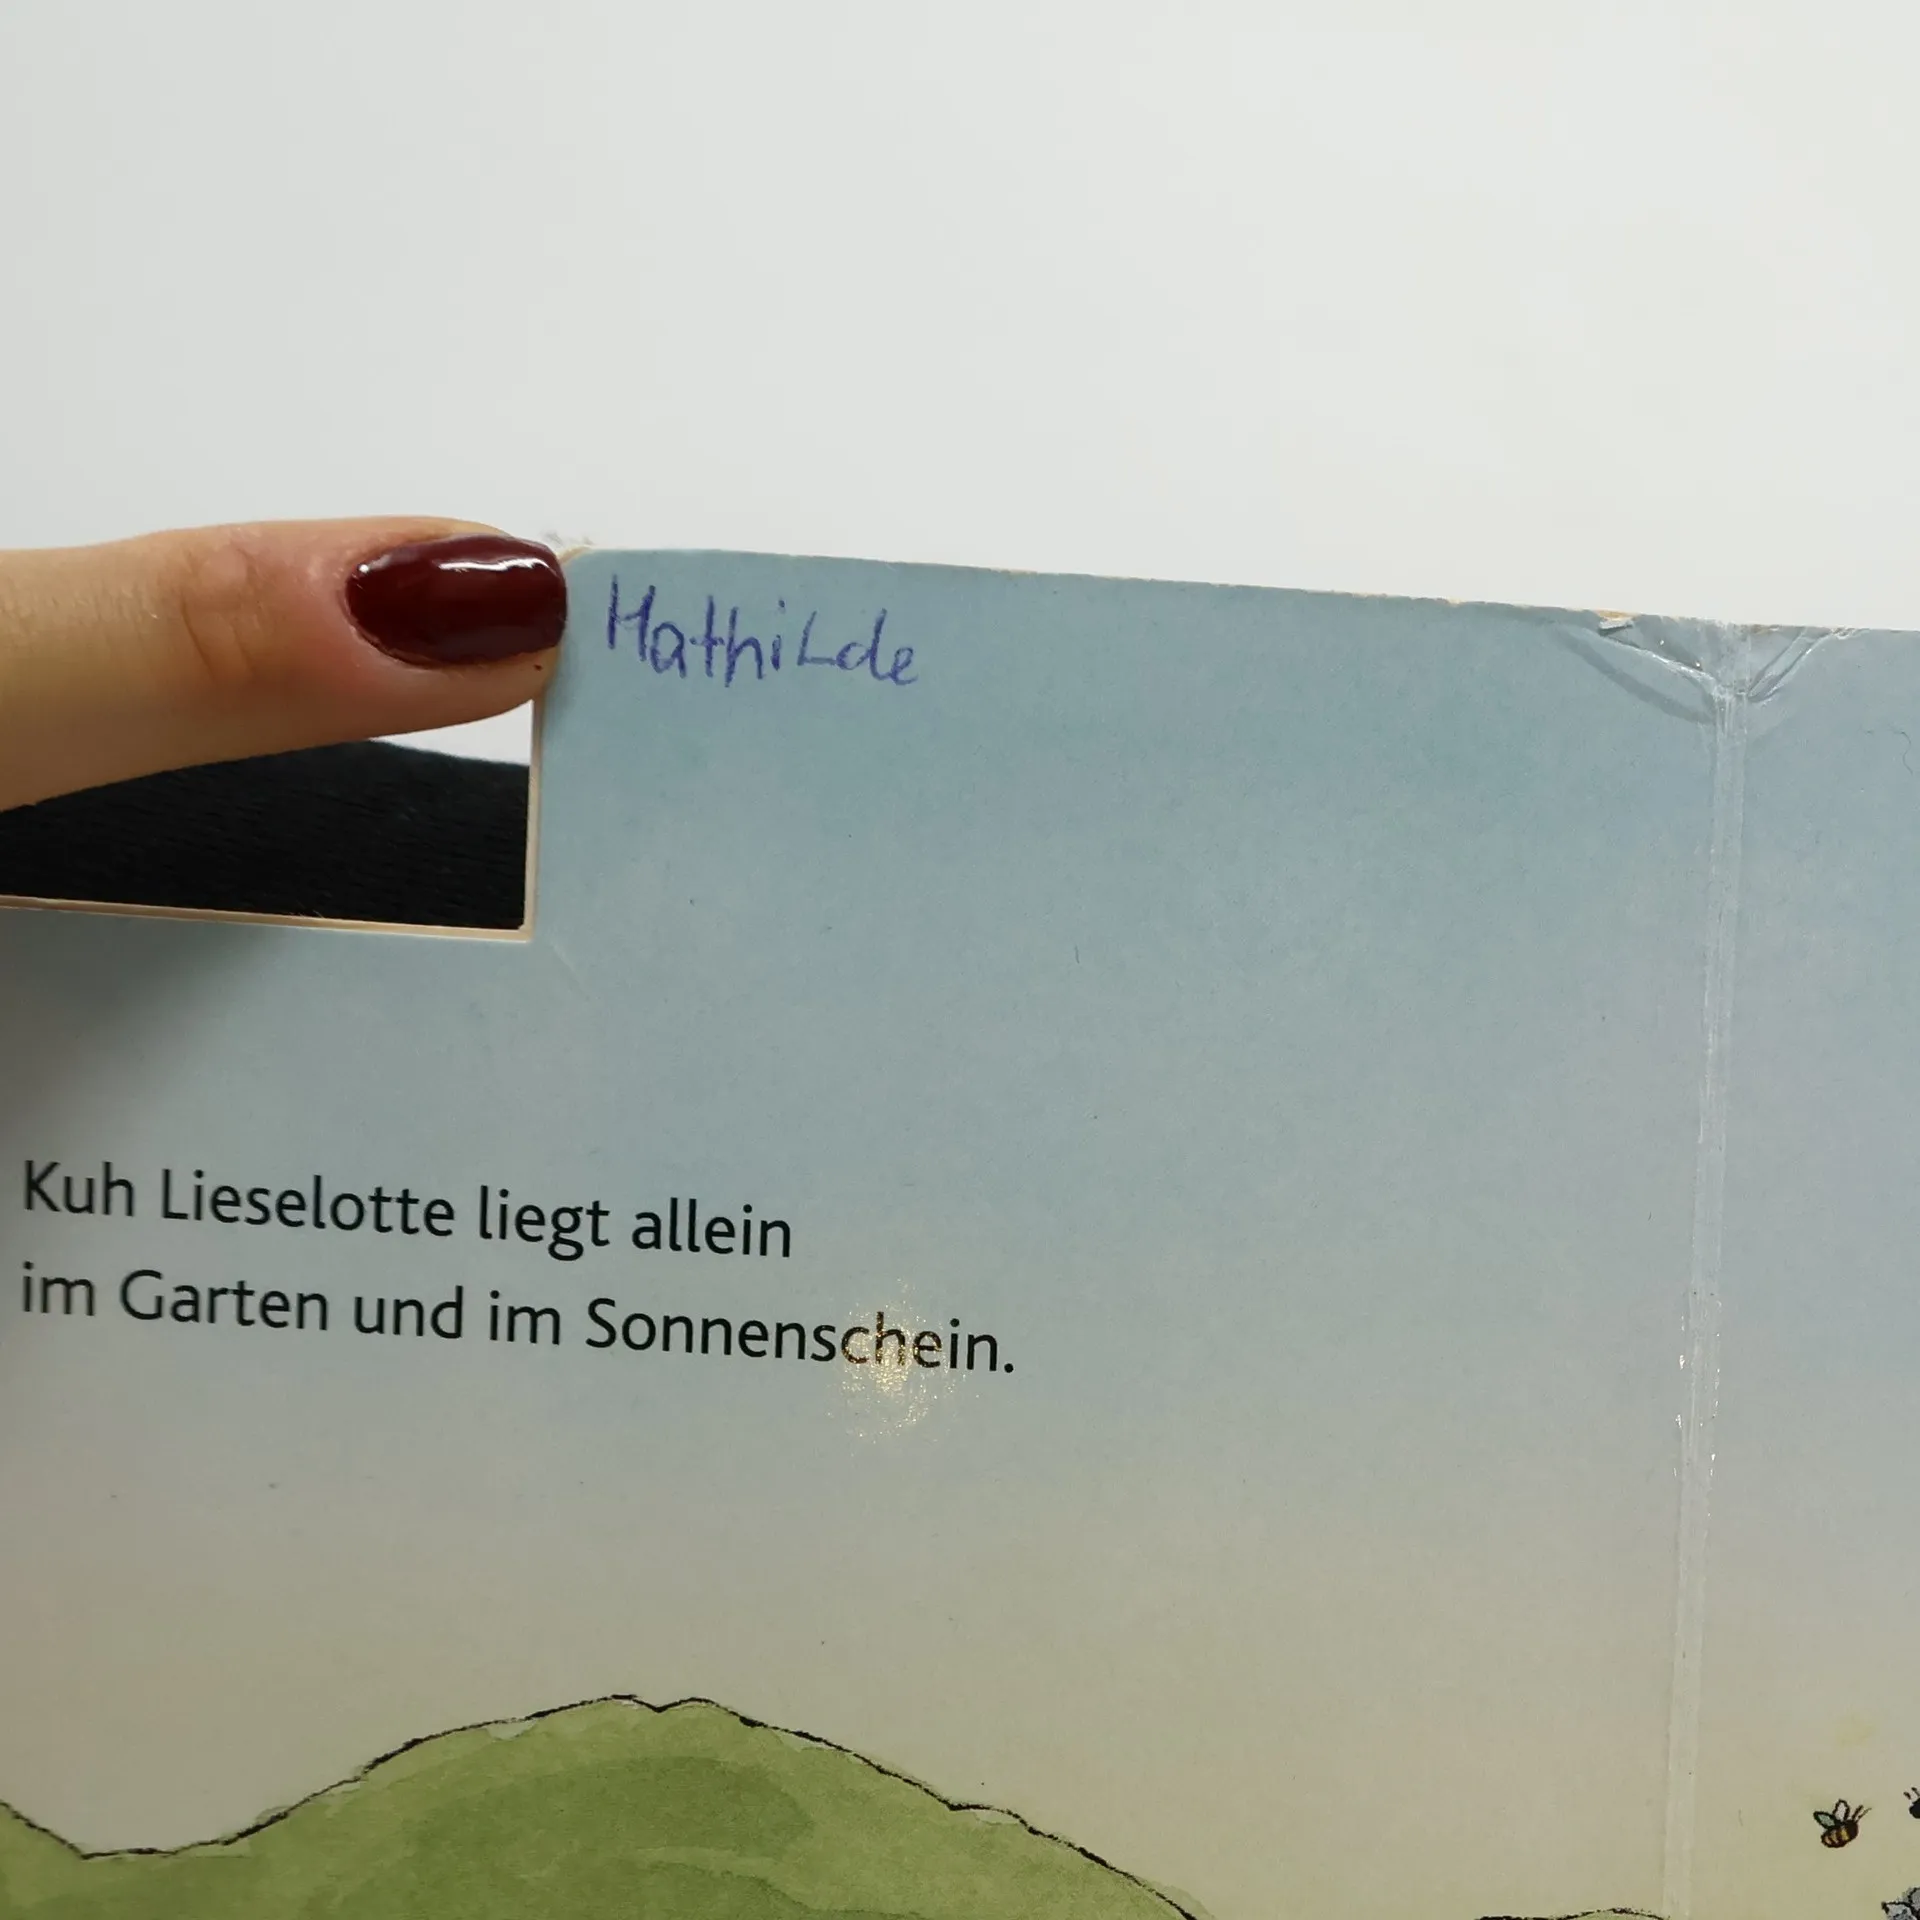 Mathilde
Kuh Lieselotte liegt allein
im Garten und im Sonnenschein.